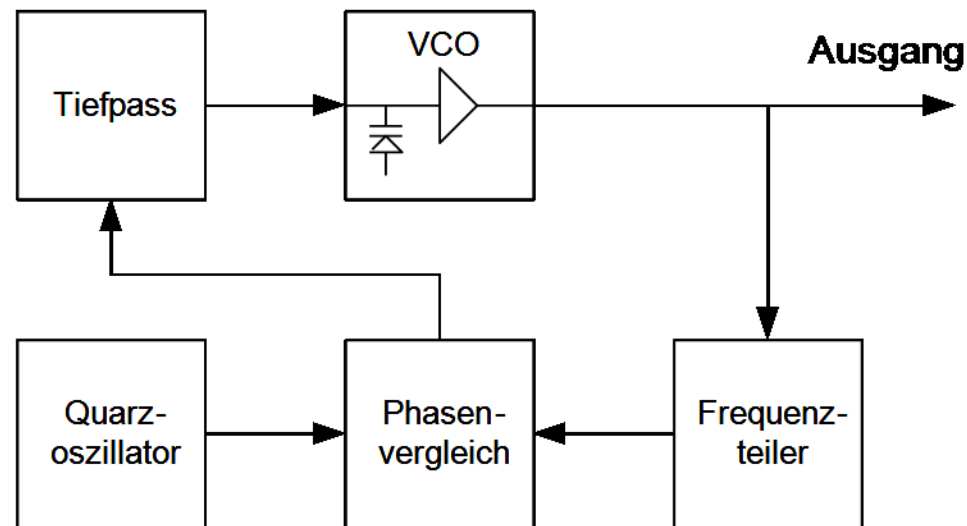 VCO
Ausgang
Tiefpass
Quarz-
oszillator
Phasen-
vergleich
Frequenz-
teiler